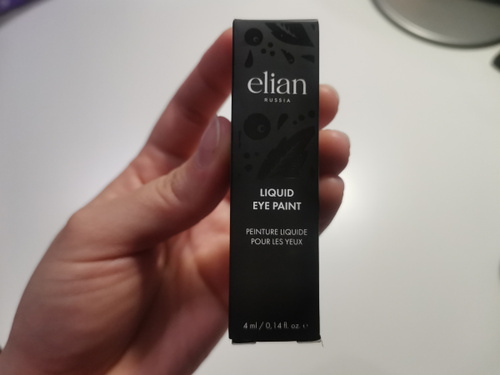 elian
RUSSIA
LIQUID
EYE PAINT
PEINTURE LIQUIDE
POUR LES YEUX
4 ml / 0,14 fl. oz. e